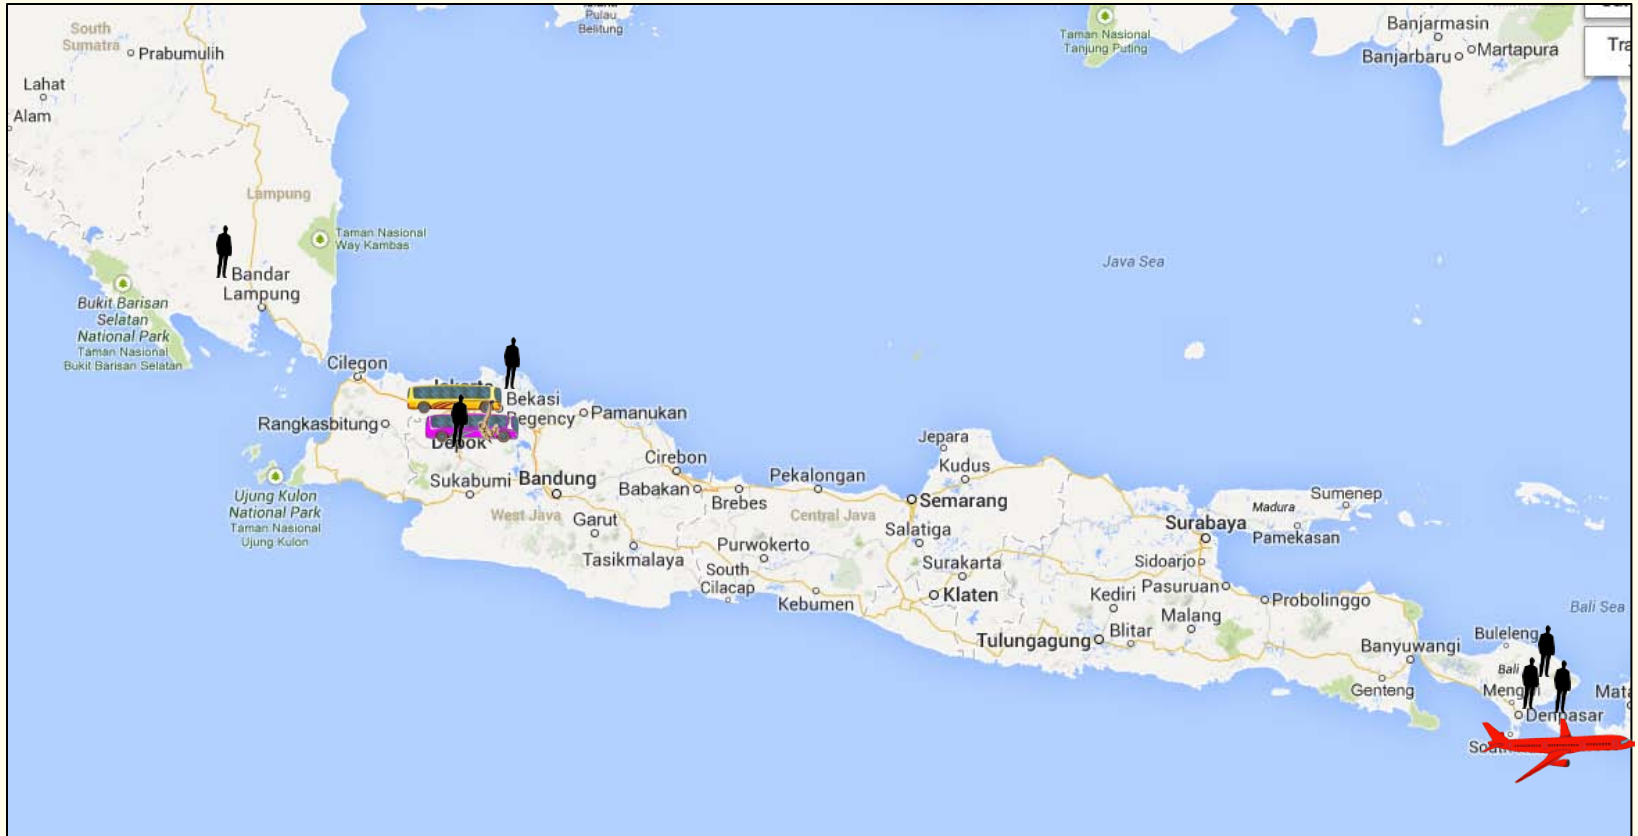 South
Sumatra
Prabumulih
Lahat
Alam
Pulau
Belitung
Taman Nasional
Tanjung Puting
Banjarmasin
Banjarbaru
Martapura
Tra
Lampung
Taman Nasional
Way Kambas
Bandar
Lampung
Bukit Barisan
Selatan
National Park
Taman Nasional
Bukit Barisan Selatan
Java Sea
Cilegon
Jakarta
Bekasi
Regency
Rangkasbitung
Depok
Pamanukan
Ujung Kulon
National Park
Taman Nasional
Ujung Kulon
Sukabumi
Bandung
West Java
Garut
Tasikmalaya
Cirebon
Babakan
Brebes
Pekalongan
Central Java
Purwokerto
South
Cilacap
Kebumen
Jepara
Kudus
Semarang
Salatiga
Surakarta
Klaten
Tulungagung
Kediri
Blitar
Malang
Surabaya
Sidoarjo
Pasuruan
Probolinggo
Madura
Sumenep
Pamekasan
Bali Sea
Banyuwangi
Genteng
Buleleng
Bali
Denpasar
Mata